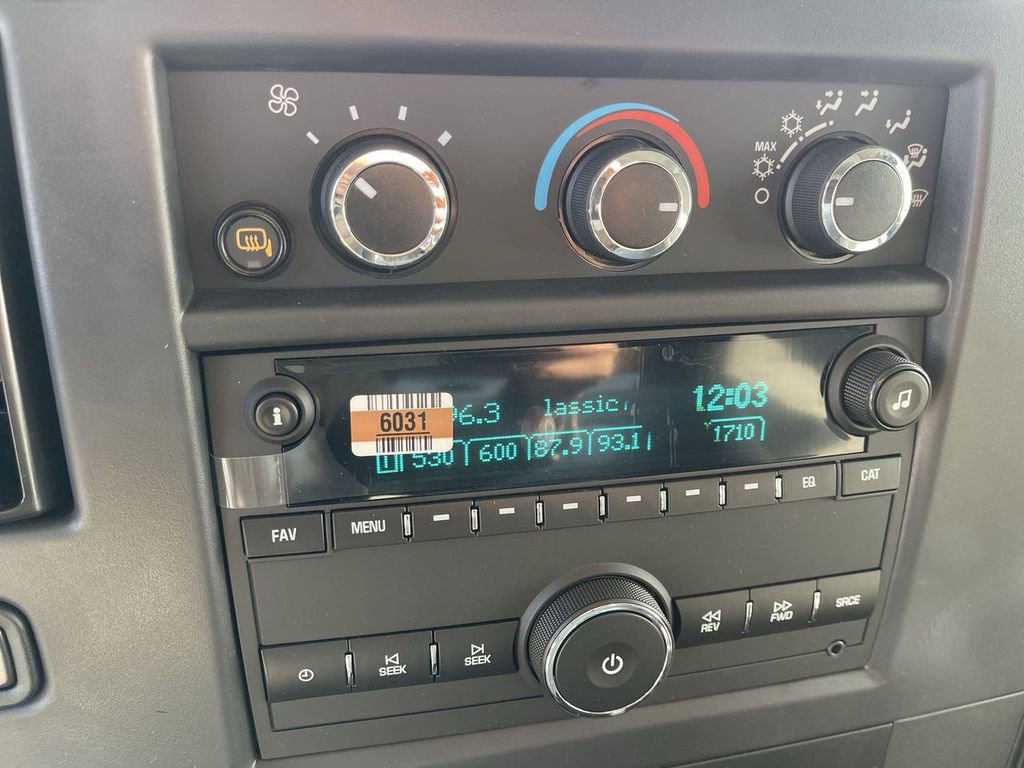 MAX
6031
96.3 lassic 12:03
530 600 87.9 93.1 1710
i
FAV MENU EQ CAT
SEEK SEEK REV FWD SRCE